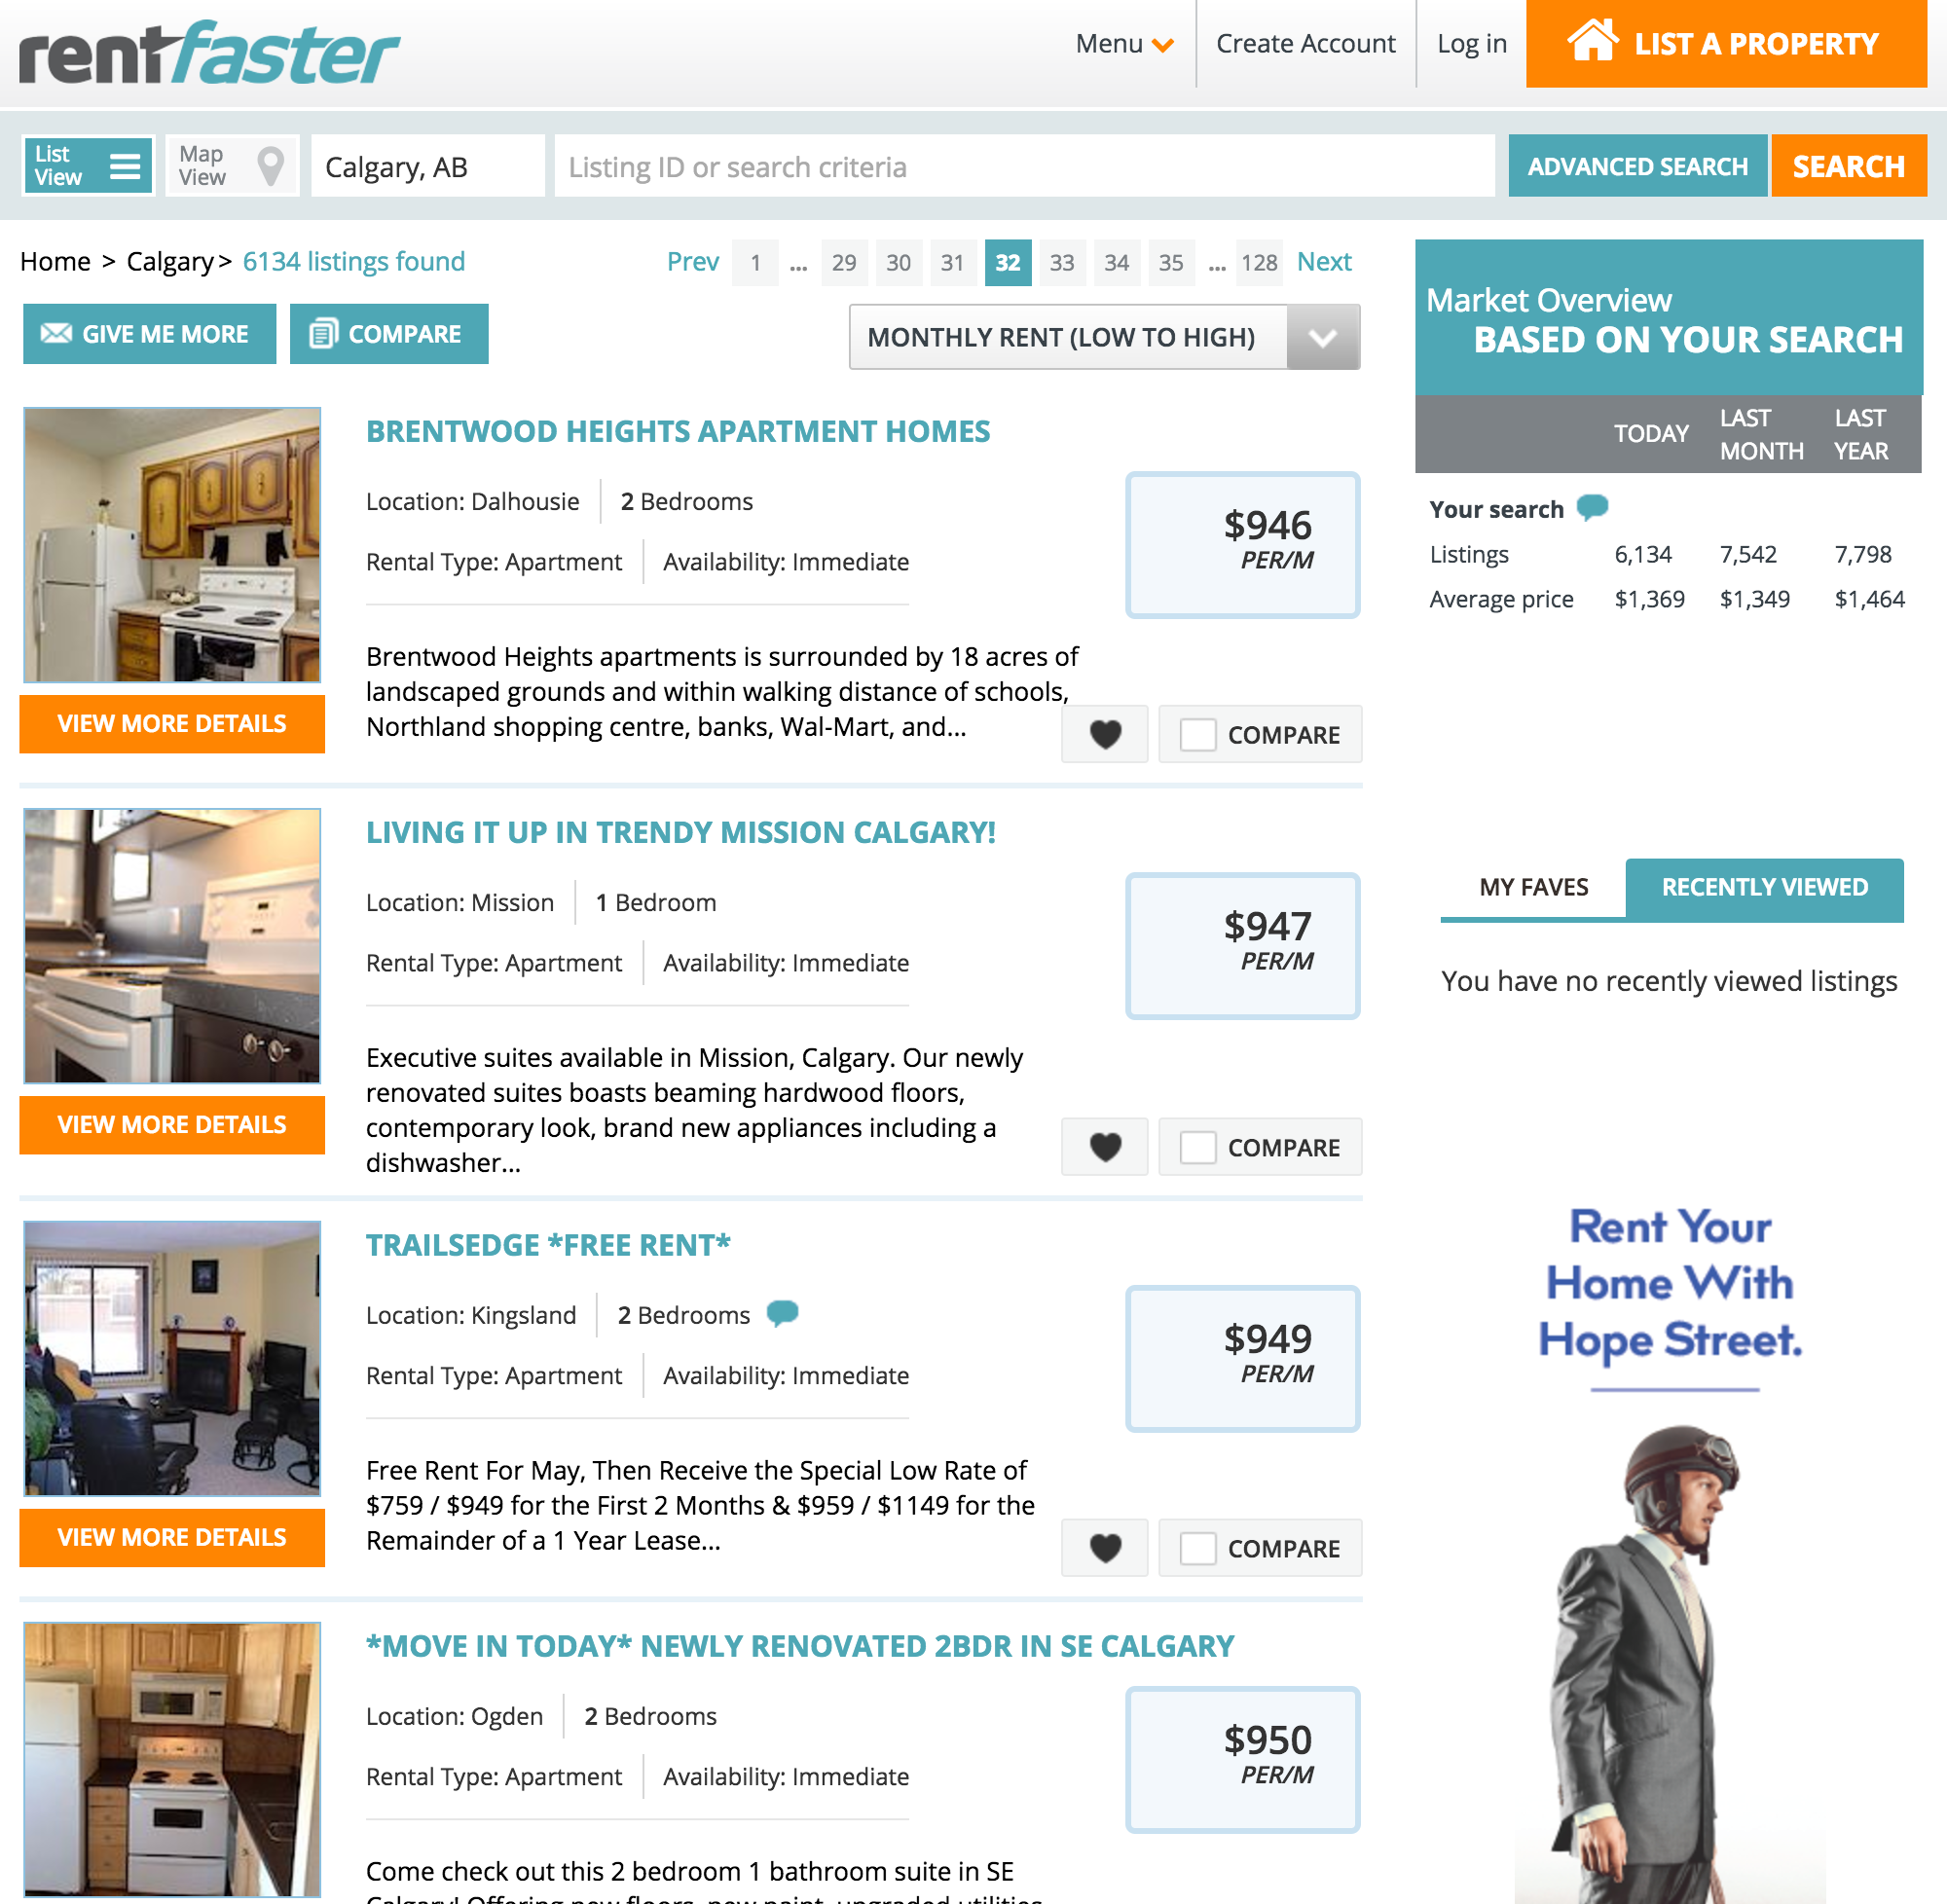 rentfaster
Menu
Create Account
Log in
LIST A PROPERTY
List
View
Map
View
Calgary, AB
Listing ID or search criteria
ADVANCED SEARCH
SEARCH
Home > Calgary > 6134 listings found
Prev 1 ... 29 30 31 32 33 34 35 ... 128 Next
GIVE ME MORE
COMPARE
MONTHLY RENT (LOW TO HIGH)
BRENTWOOD HEIGHTS APARTMENT HOMES
Location: Dalhousie 2 Bedrooms
Rental Type: Apartment Availability: Immediate
$946
PER/M
Brentwood Heights apartments is surrounded by 18 acres of
landscaped grounds and within walking distance of schools,
Northland shopping centre, banks, Wal-Mart, and...
VIEW MORE DETAILS
COMPARE
LIVING IT UP IN TRENDY MISSION CALGARY!
Location: Mission 1 Bedroom
Rental Type: Apartment Availability: Immediate
$947
PER/M
Executive suites available in Mission, Calgary. Our newly
renovated suites boasts beaming hardwood floors,
contemporary look, brand new appliances including a
dishwasher...
VIEW MORE DETAILS
COMPARE
TRAILSEDGE *FREE RENT*
Location: Kingsland 2 Bedrooms
Rental Type: Apartment Availability: Immediate
$949
PER/M
Free Rent For May, Then Receive the Special Low Rate of
$759 / $949 for the First 2 Months & $959 / $1149 for the
Remainder of a 1 Year Lease...
VIEW MORE DETAILS
COMPARE
*MOVE IN TODAY* NEWLY RENOVATED 2BDR IN SE CALGARY
Location: Ogden 2 Bedrooms
Rental Type: Apartment Availability: Immediate
$950
PER/M
Come check out this 2 bedroom 1 bathroom suite in SE
Calgary! Offering new floors, new paint, upgraded utilities
Market Overview
BASED ON YOUR SEARCH
TODAY LAST MONTH LAST YEAR
Your search
Listings 6,134 7,542 7,798
Average price $1,369 $1,349 $1,464
MY FAVES
RECENTLY VIEWED
You have no recently viewed listings
Rent Your
Home With
Hope Street.